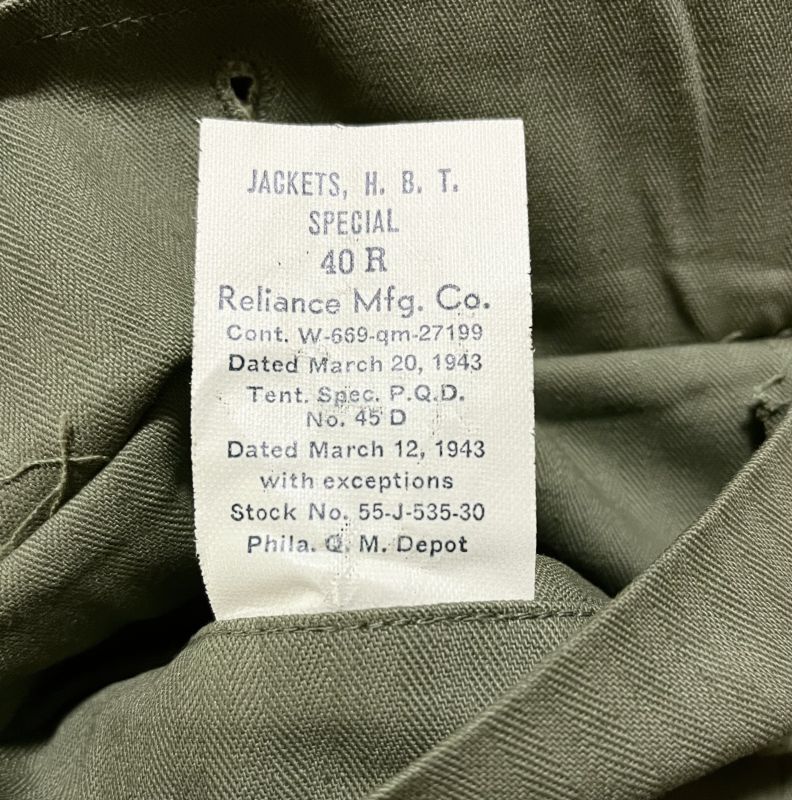 JACKETS, H. B. T.
SPECIAL
40 R
Reliance Mfg. Co.
Cont. W-669-qm-27199
Dated March 20, 1943
Tent. Spec. P.Q.D.
No. 45 D
Dated March 12, 1943
with exceptions
Stock No. 55-J-535-30
Phila. Q. M. Depot